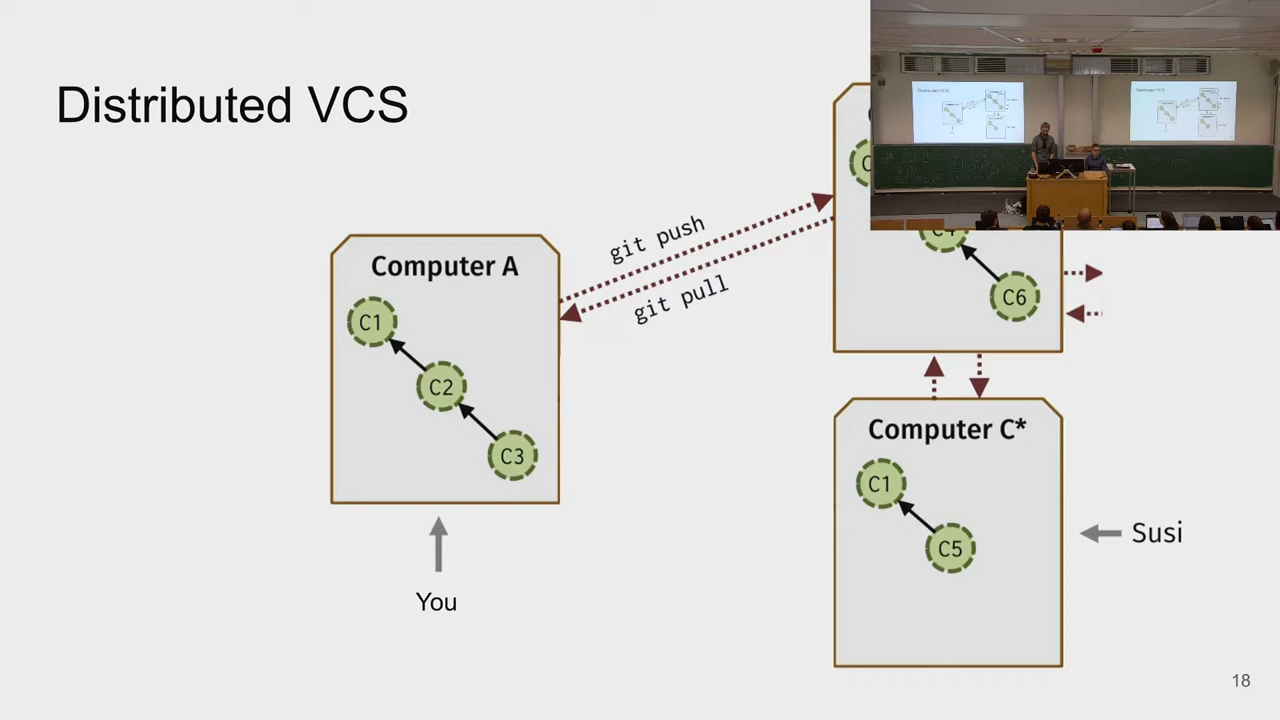 Distributed VCS
git push
git pull
Computer A
C1
C2
C3
You
C6
Computer C*
C1
C5
Susi
18